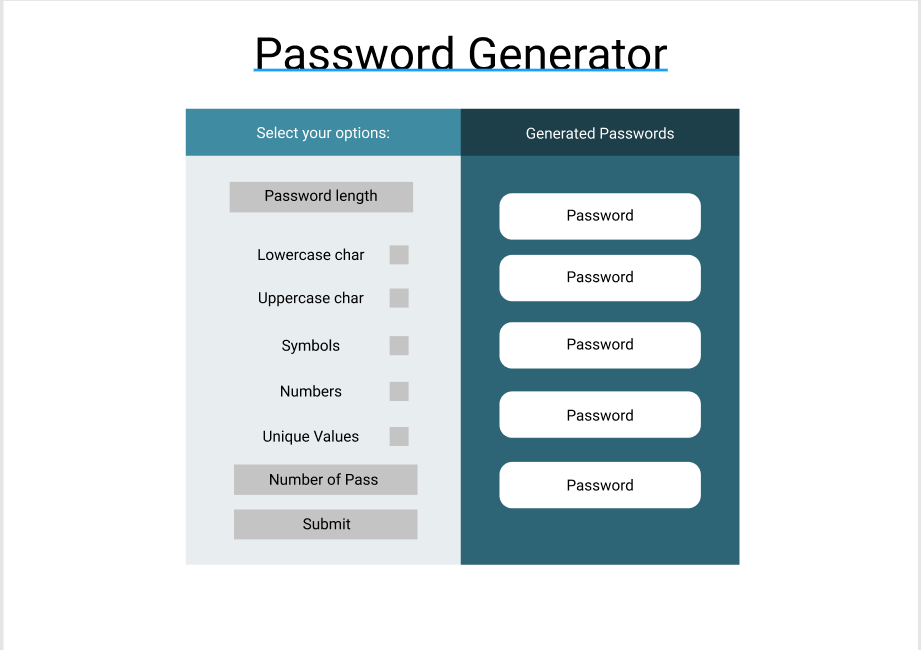 Password Generator
Select your options:
Password length
Lowercase char
Uppercase char
Symbols
Numbers
Unique Values
Number of Pass
Submit
Generated Passwords
Password
Password
Password
Password
Password